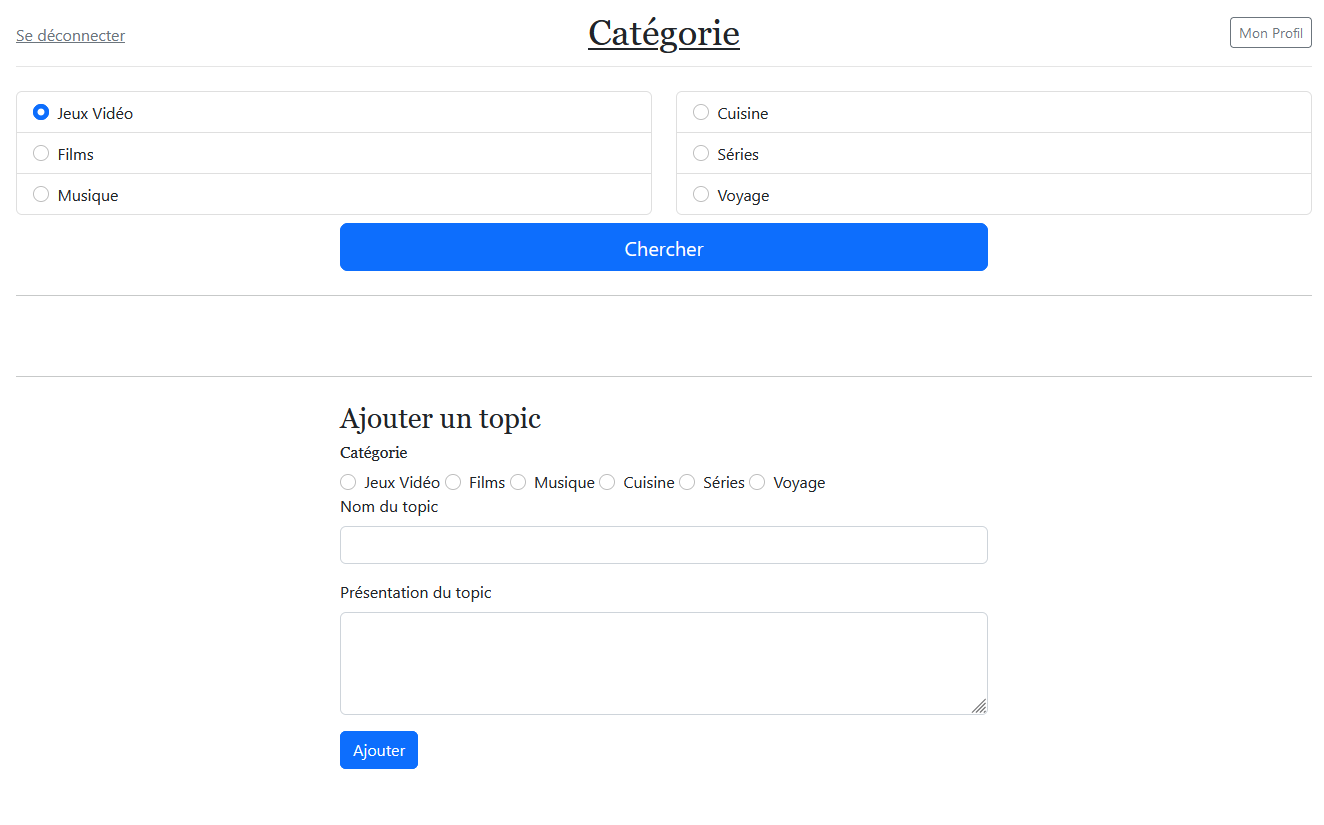 Se déconnecter
Catégorie
Mon Profil
Jeux Vidéo
Films
Musique
Cuisine
Séries
Voyage
Chercher
Ajouter un topic
Catégorie
Jeux Vidéo Films Musique Cuisine Séries Voyage
Nom du topic
Présentation du topic
Ajouter